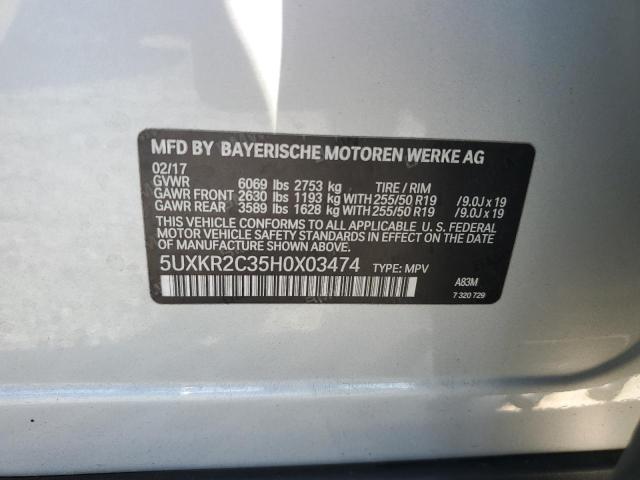 MFD BY BAYERISCHE MOTOREN WERKE AG
02/17
GVWR 6069 lbs 2753 kg TIRE / RIM
GAWR FRONT 2630 lbs 1193 kg WITH 255/50 R19 /9.0J x 19
GAWR REAR 3589 lbs 1628 kg WITH 255/50 R19 /9.0J x 19
THIS VEHICLE CONFORMS TO ALL APPLICABLE U. S. FEDERAL
MOTOR VEHICLE SAFETY STANDARDS IN EFFECT ON
THE DATE OF MANUFACTURE SHOWN ABOVE.
5UXKR2C35H0X03474 TYPE: MPV A83M
7 320 729